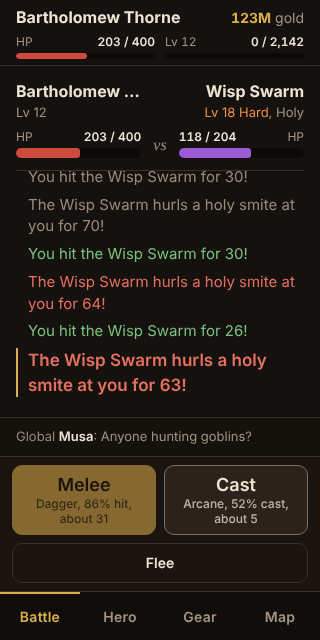 Bartholomew Thorne 123M gold
HP 203 / 400 Lv 12 0 / 2,142
Bartholomew ... Wisp Swarm
Lv 12 Lv 18 Hard, Holy
HP 203 / 400 vs 118 / 204 HP
You hit the Wisp Swarm for 30!
The Wisp Swarm hurls a holy smite at
you for 70!
You hit the Wisp Swarm for 30!
The Wisp Swarm hurls a holy smite at
you for 64!
You hit the Wisp Swarm for 26!
The Wisp Swarm hurls a holy
smite at you for 63!
Global Musa: Anyone hunting goblins?
Melee
Dagger, 86% hit,
about 31
Cast
Arcane, 52% cast,
about 5
Flee
Battle Hero Gear Map